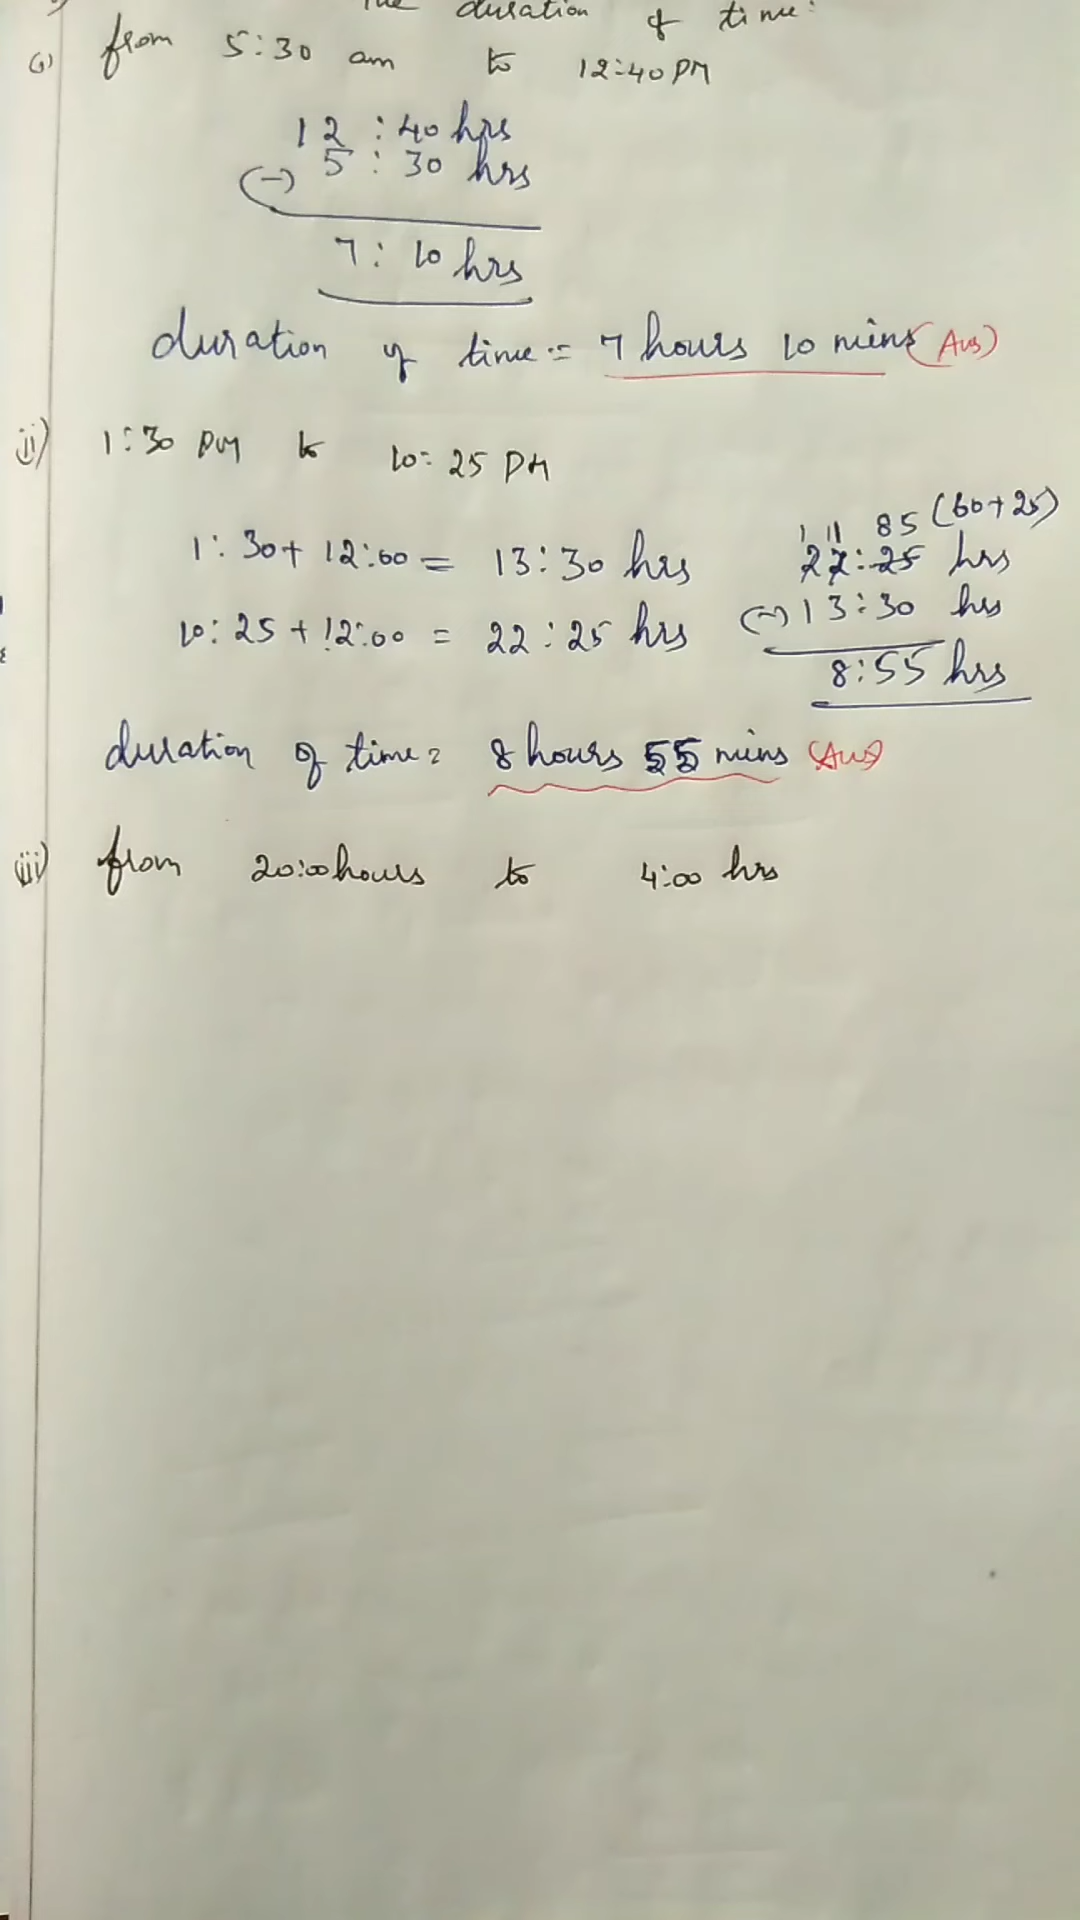 The duration of time:
(i) from 5:30 am to 12:40 PM
12 : 40 hrs
(-) 5 : 30 hrs
7 : 10 hrs
duration of time = 7 hours 10 mins (Ans)
ii) 1:30 PM to 10:25 PM
1:30 + 12:00 = 13:30 hrs
10:25 + 12:00 = 22:25 hrs
1 11 85 (60+25)
22:25 hrs
(-) 13:30 hrs
8:55 hrs
duration of time = 8 hours 55 mins (Ans)
iii) from 20:00 hours to 4:00 hrs